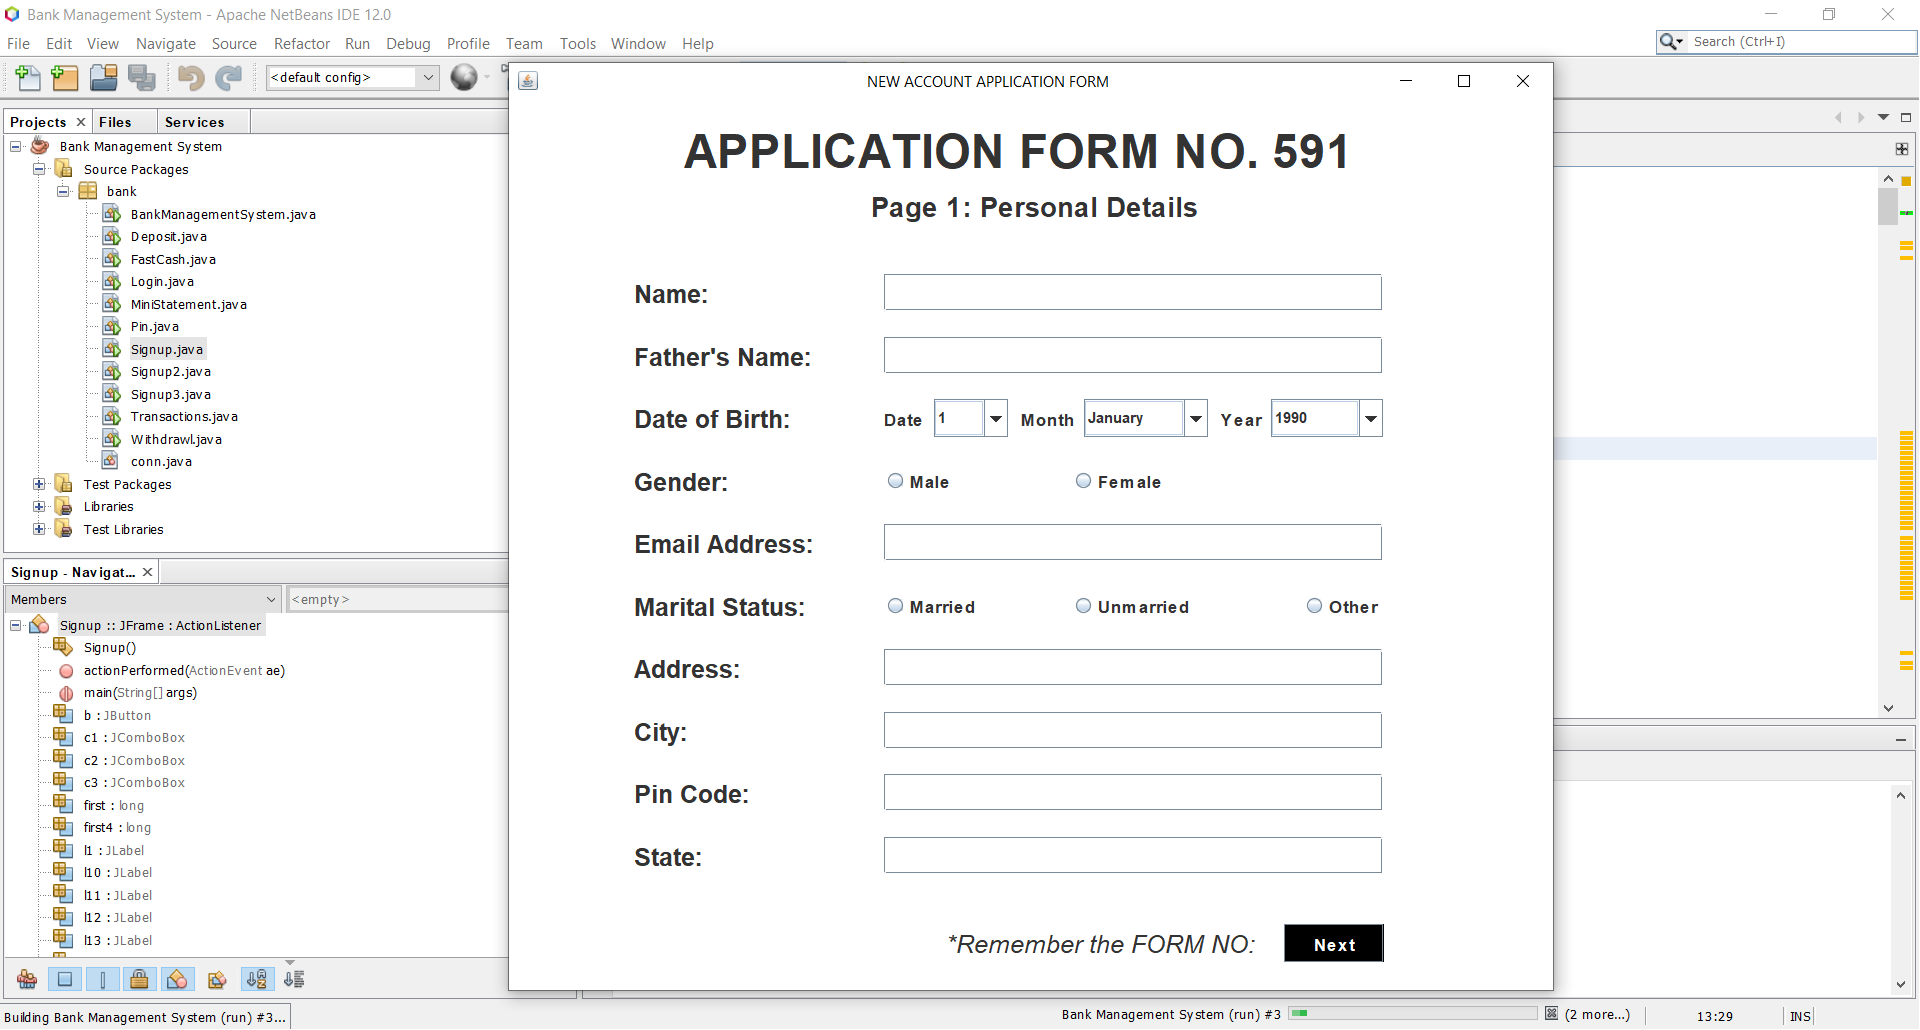 Bank Management System - Apache NetBeans IDE 12.0
File Edit View Navigate Source Refactor Run Debug Profile Team Tools Window Help
Search (Ctrl+I)
<default config>
Projects Files Services
Bank Management System
Source Packages
bank
BankManagementSystem.java
Deposit.java
FastCash.java
Login.java
MiniStatement.java
Pin.java
Signup.java
Signup2.java
Signup3.java
Transactions.java
Withdrawl.java
conn.java
Test Packages
Libraries
Test Libraries
Signup - Navigat...
Members
<empty>
Signup :: JFrame : ActionListener
Signup()
actionPerformed(ActionEvent ae)
main(String[] args)
b : JButton
c1 : JComboBox
c2 : JComboBox
c3 : JComboBox
first : long
first4 : long
l1 : JLabel
l10 : JLabel
l11 : JLabel
l12 : JLabel
l13 : JLabel
NEW ACCOUNT APPLICATION FORM
APPLICATION FORM NO. 591
Page 1: Personal Details
Name:
Father's Name:
Date of Birth: Date 1 Month January Year 1990
Gender: Male Female
Email Address:
Marital Status: Married Unmarried Other
Address:
City:
Pin Code:
State:
*Remember the FORM NO: Next
Building Bank Management System (run) #3...
Bank Management System (run) #3
(2 more...)
13:29
INS